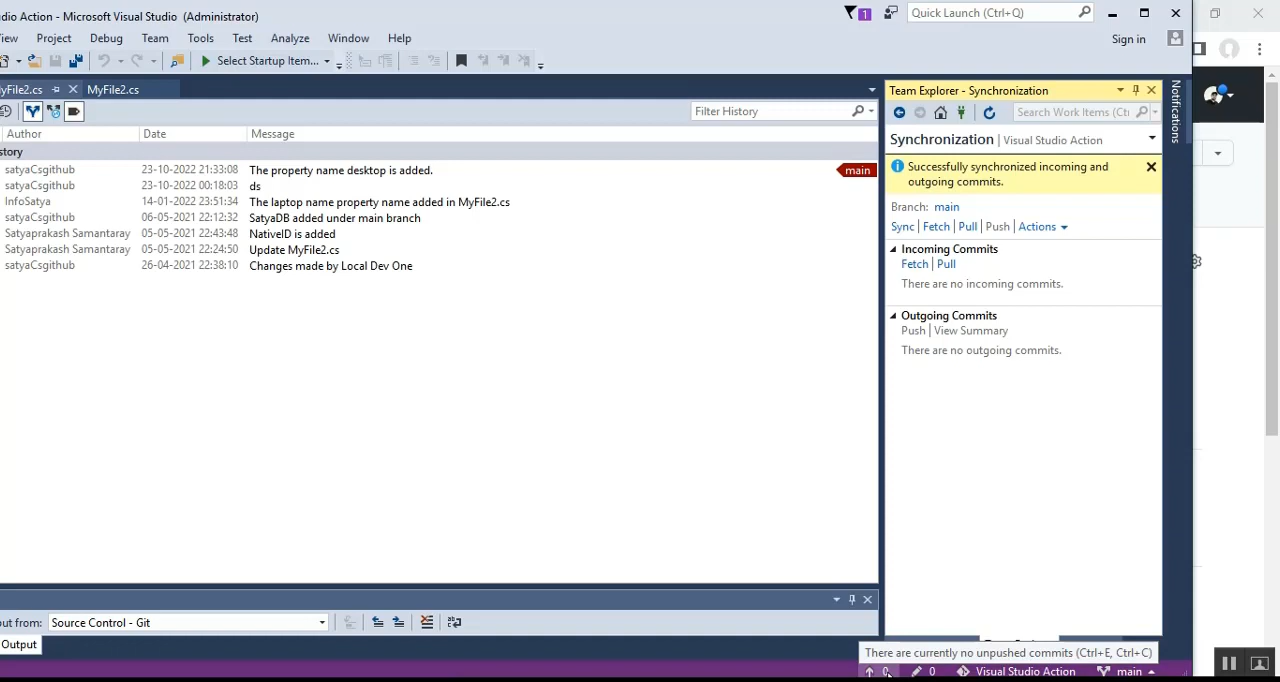 dio Action - Microsoft Visual Studio (Administrator)
1
Quick Launch (Ctrl+Q)
iew Project Debug Team Tools Test Analyze Window Help
Sign in
Select Startup Item...
yFile2.cs MyFile2.cs
Filter History
Author Date Message
story
satyaCsgithub 23-10-2022 21:33:08 The property name desktop is added. main
satyaCsgithub 23-10-2022 00:18:03 ds
InfoSatya 14-01-2022 23:51:34 The laptop name property name added in MyFile2.cs
satyaCsgithub 06-05-2021 22:12:32 SatyaDB added under main branch
Satyaprakash Samantaray 05-05-2021 22:43:48 NativeID is added
Satyaprakash Samantaray 05-05-2021 22:24:50 Update MyFile2.cs
satyaCsgithub 26-04-2021 22:38:10 Changes made by Local Dev One
Team Explorer - Synchronization
Search Work Items (Ctrl
Synchronization | Visual Studio Action
Successfully synchronized incoming and
outgoing commits.
Branch: main
Sync | Fetch | Pull | Push | Actions
Incoming Commits
Fetch | Pull
There are no incoming commits.
Outgoing Commits
Push | View Summary
There are no outgoing commits.
Notifications
put from: Source Control - Git
Output
There are currently no unpushed commits (Ctrl+E, Ctrl+C)
0 0 Visual Studio Action main